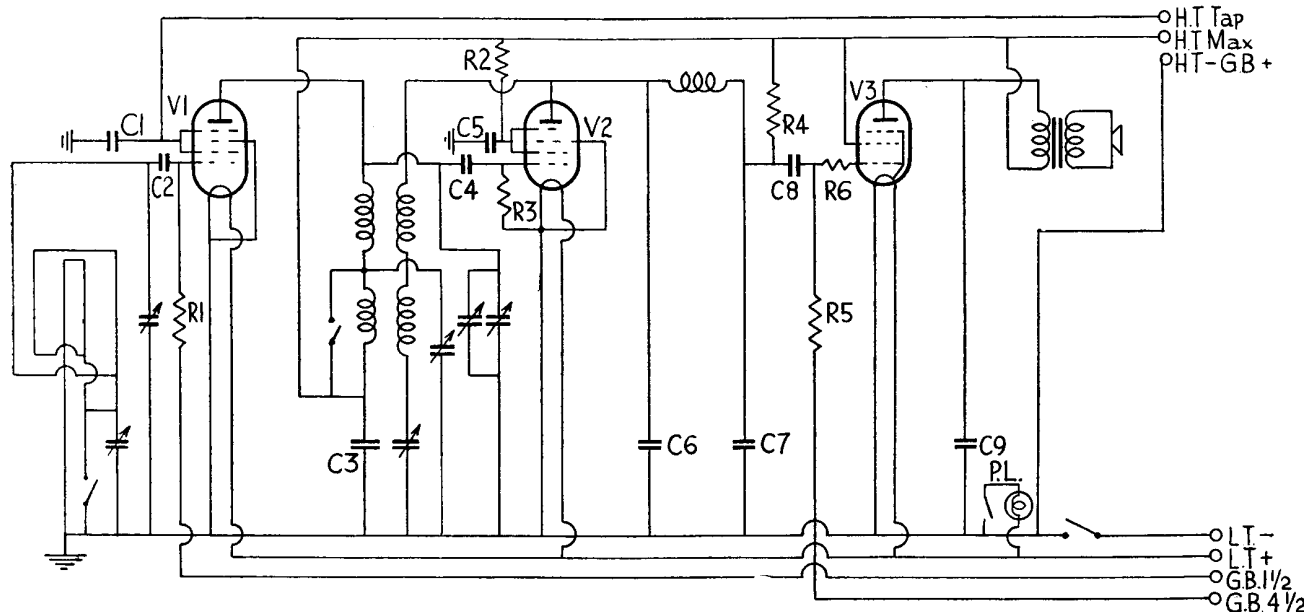 H.T Tap
H.T Max
HT-G.B+
R2
V1
C1
C2
C5
V2
C4
R3
R4
V3
C8
R6
R1
R5
C3
C6
C7
C9
P.L.
L.T.-
L.T+
G.B.1½
G.B.4½